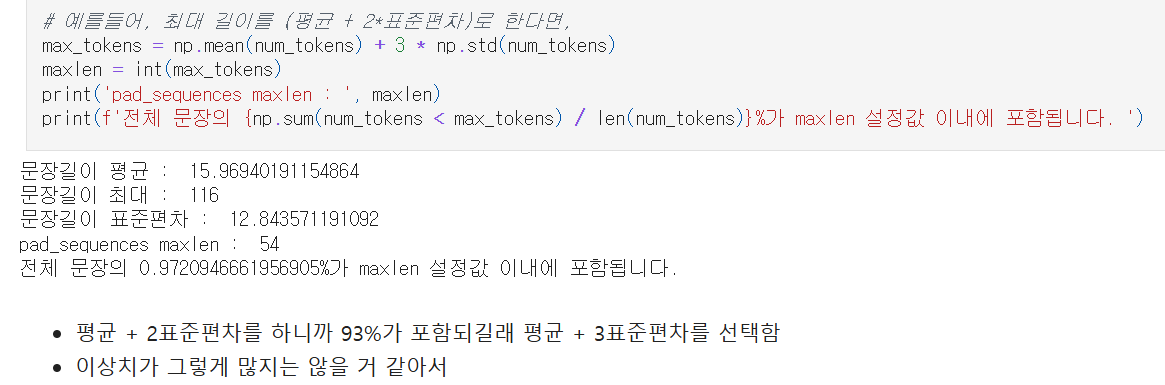 # 예를들어, 최대 길이를 (평균 + 2*표준편차)로 한다면,
max_tokens = np.mean(num_tokens) + 3 * np.std(num_tokens)
maxlen = int(max_tokens)
print('pad_sequences maxlen : ', maxlen)
print(f'전체 문장의 {np.sum(num_tokens < max_tokens) / len(num_tokens)}%가 maxlen 설정값 이내에 포함됩니다. ')
문장길이 평균 :  15.96940191154864
문장길이 최대 :  116
문장길이 표준편차 :  12.843571191092
pad_sequences maxlen :  54
전체 문장의 0.9720946661956905%가 maxlen 설정값 이내에 포함됩니다.
• 평균 + 2표준편차를 하니까 93%가 포함되길래 평균 + 3표준편차를 선택함
• 이상치가 그렇게 많지는 않을 거 같아서